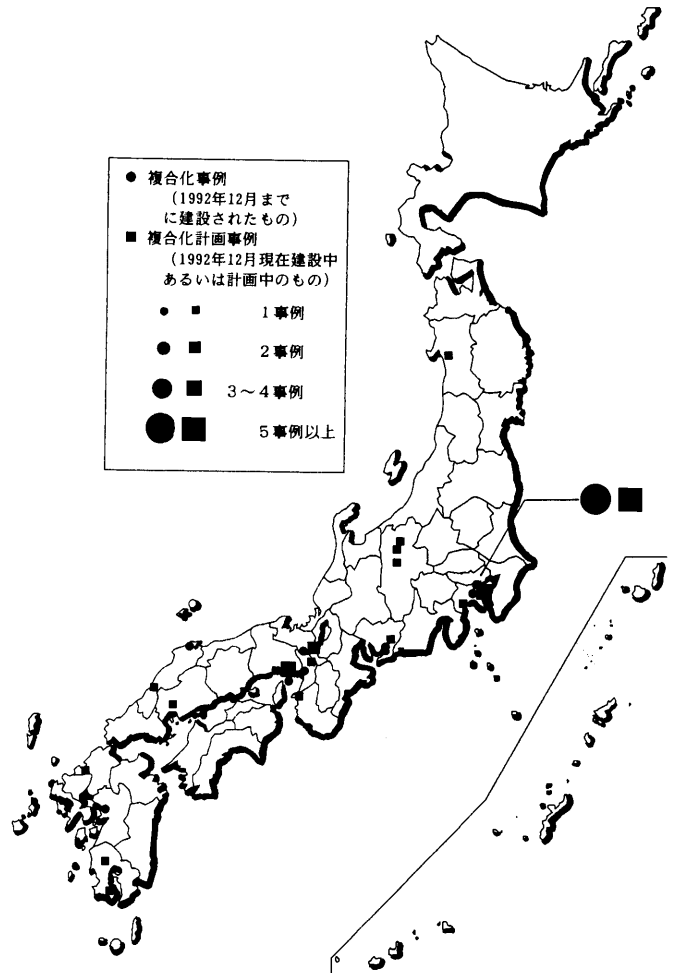 ● 複合化事例
（1992年12月まで
に建設されたもの）
■ 複合化計画事例
（1992年12月現在建設中
あるいは計画中のもの）
１事例
２事例
３～４事例
５事例以上